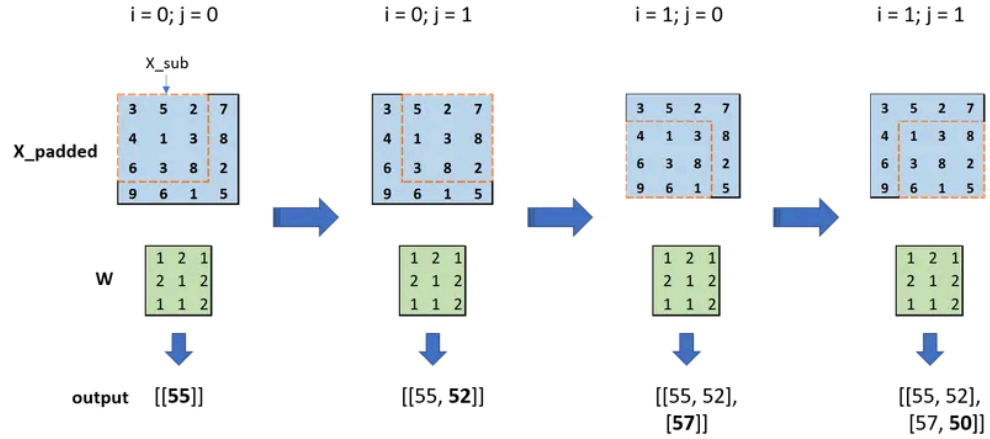 i = 0; j = 0 i = 0; j = 1 i = 1; j = 0 i = 1; j = 1
X_sub
3 5 2 7 3 5 2 7 3 5 2 7 3 5 2 7
4 1 3 8 4 1 3 8 4 1 3 8 4 1 3 8
X_padded
6 3 8 2 6 3 8 2 6 3 8 2 6 3 8 2
9 6 1 5 9 6 1 5 9 6 1 5 9 6 1 5
1 2 1 1 2 1 1 2 1 1 2 1
W 2 1 2 2 1 2 2 1 2 2 1 2
1 1 2 1 1 2 1 1 2 1 1 2
output [[55]] [[55, 52]] [[55, 52], [[55, 52],
[57]] [57, 50]]